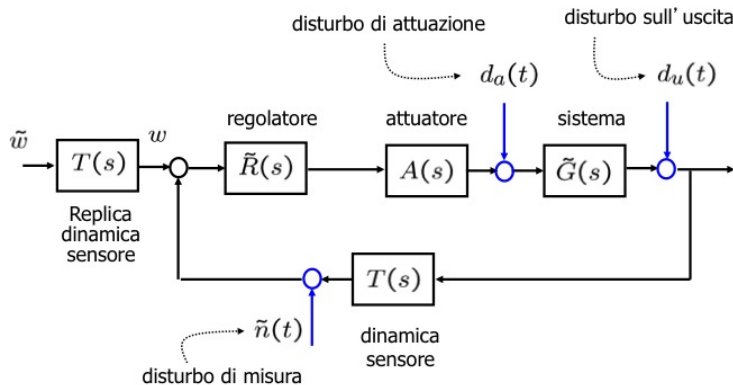 disturbo di attuazione
disturbo sull' uscita
d_a(t)
d_u(t)
regolatore
attuatore
sistema
w̃
w
T(s)
R̃(s)
A(s)
G̃(s)
Replica
dinamica
sensore
T(s)
ñ(t)
dinamica
sensore
disturbo di misura